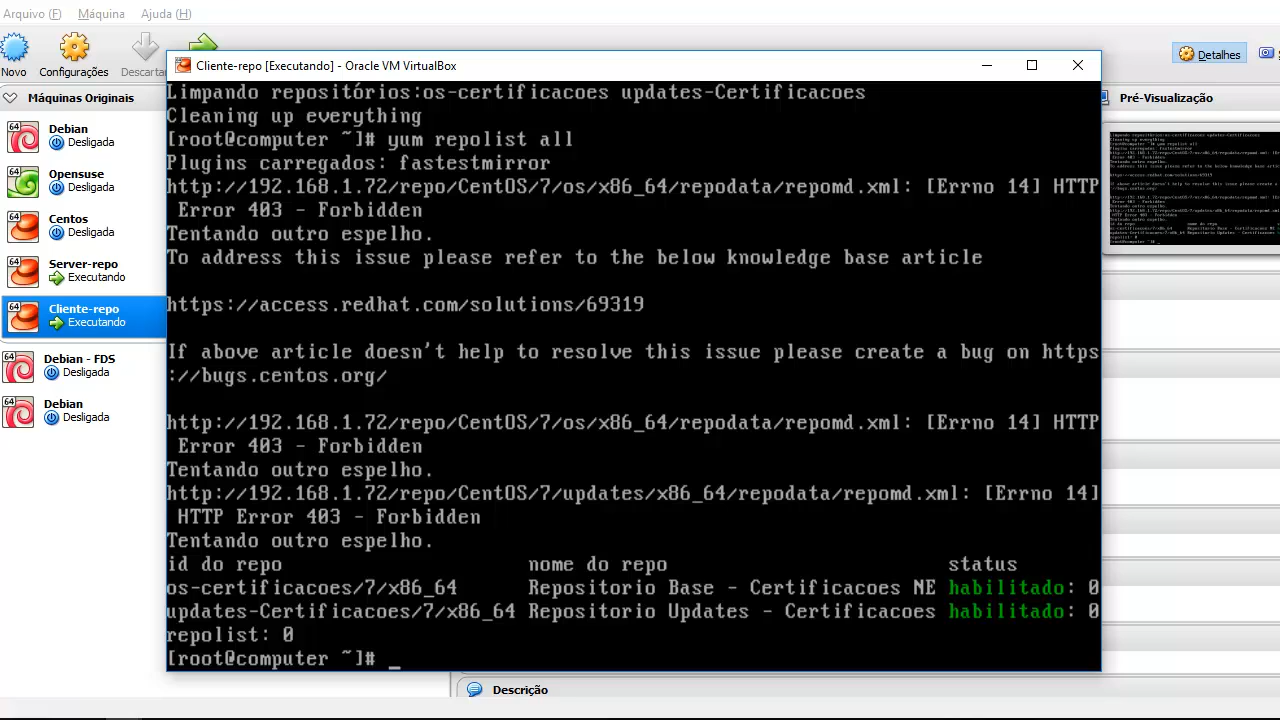 Arquivo (F) Máquina Ajuda (H)
Novo Configurações Descartar
Detalhes
Máquinas Originais
64 Debian
Desligada
64 Opensuse
Desligada
64 Centos
Desligada
64 Server-repo
Executando
64 Cliente-repo
Executando
64 Debian - FDS
Desligada
64 Debian
Desligada
Cliente-repo [Executando] - Oracle VM VirtualBox
Limpando repositórios:os-certificacoes updates-Certificacoes
Cleaning up everything
[root@computer ~]# yum repolist all
Plugins carregados: fastestmirror
http://192.168.1.72/repo/CentOS/7/os/x86_64/repodata/repomd.xml: [Errno 14] HTTP
Error 403 - Forbidden
Tentando outro espelho.
To address this issue please refer to the below knowledge base article
https://access.redhat.com/solutions/69319
If above article doesn't help to resolve this issue please create a bug on https
://bugs.centos.org/
http://192.168.1.72/repo/CentOS/7/os/x86_64/repodata/repomd.xml: [Errno 14] HTTP
Error 403 - Forbidden
Tentando outro espelho.
http://192.168.1.72/repo/CentOS/7/updates/x86_64/repodata/repomd.xml: [Errno 14]
HTTP Error 403 - Forbidden
Tentando outro espelho.
id do repo nome do repo status
os-certificacoes/7/x86_64 Repositorio Base - Certificacoes NE habilitado: 0
updates-Certificacoes/7/x86_64 Repositorio Updates - Certificacoes habilitado: 0
repolist: 0
[root@computer ~]# _
Pré-Visualização
Descrição